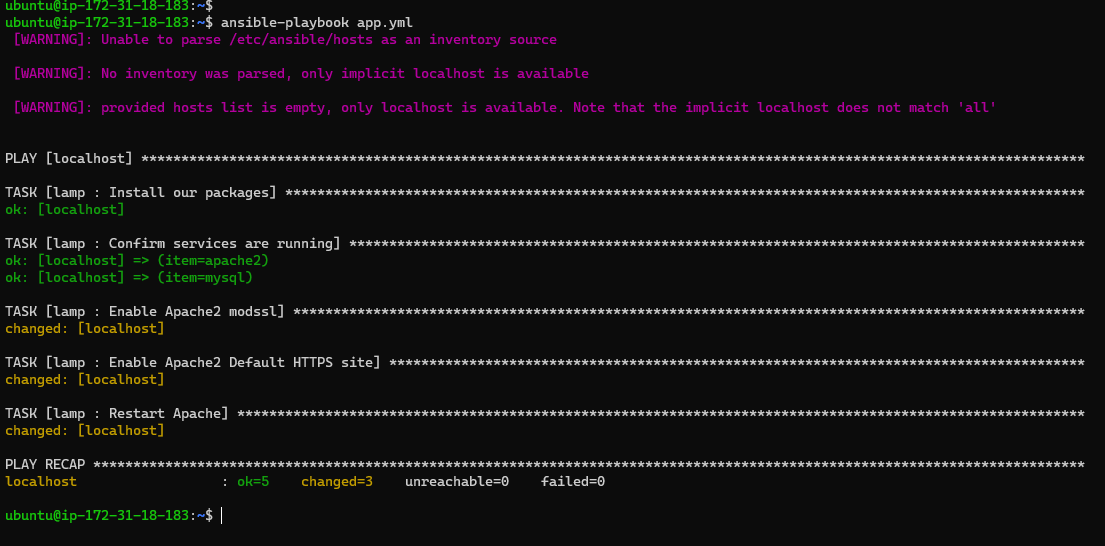 ubuntu@ip-172-31-18-183:~$
ubuntu@ip-172-31-18-183:~$ ansible-playbook app.yml
[WARNING]: Unable to parse /etc/ansible/hosts as an inventory source
[WARNING]: No inventory was parsed, only implicit localhost is available
[WARNING]: provided hosts list is empty, only localhost is available. Note that the implicit localhost does not match 'all'
PLAY [localhost] **********************************************************************************************************************
TASK [lamp : Install our packages] ****************************************************************************************************
ok: [localhost]
TASK [lamp : Confirm services are running] ********************************************************************************************
ok: [localhost] => (item=apache2)
ok: [localhost] => (item=mysql)
TASK [lamp : Enable Apache2 modssl] ***************************************************************************************************
changed: [localhost]
TASK [lamp : Enable Apache2 Default HTTPS site] ***************************************************************************************
changed: [localhost]
TASK [lamp : Restart Apache] **********************************************************************************************************
changed: [localhost]
PLAY RECAP ****************************************************************************************************************************
localhost                  : ok=5    changed=3    unreachable=0    failed=0
ubuntu@ip-172-31-18-183:~$